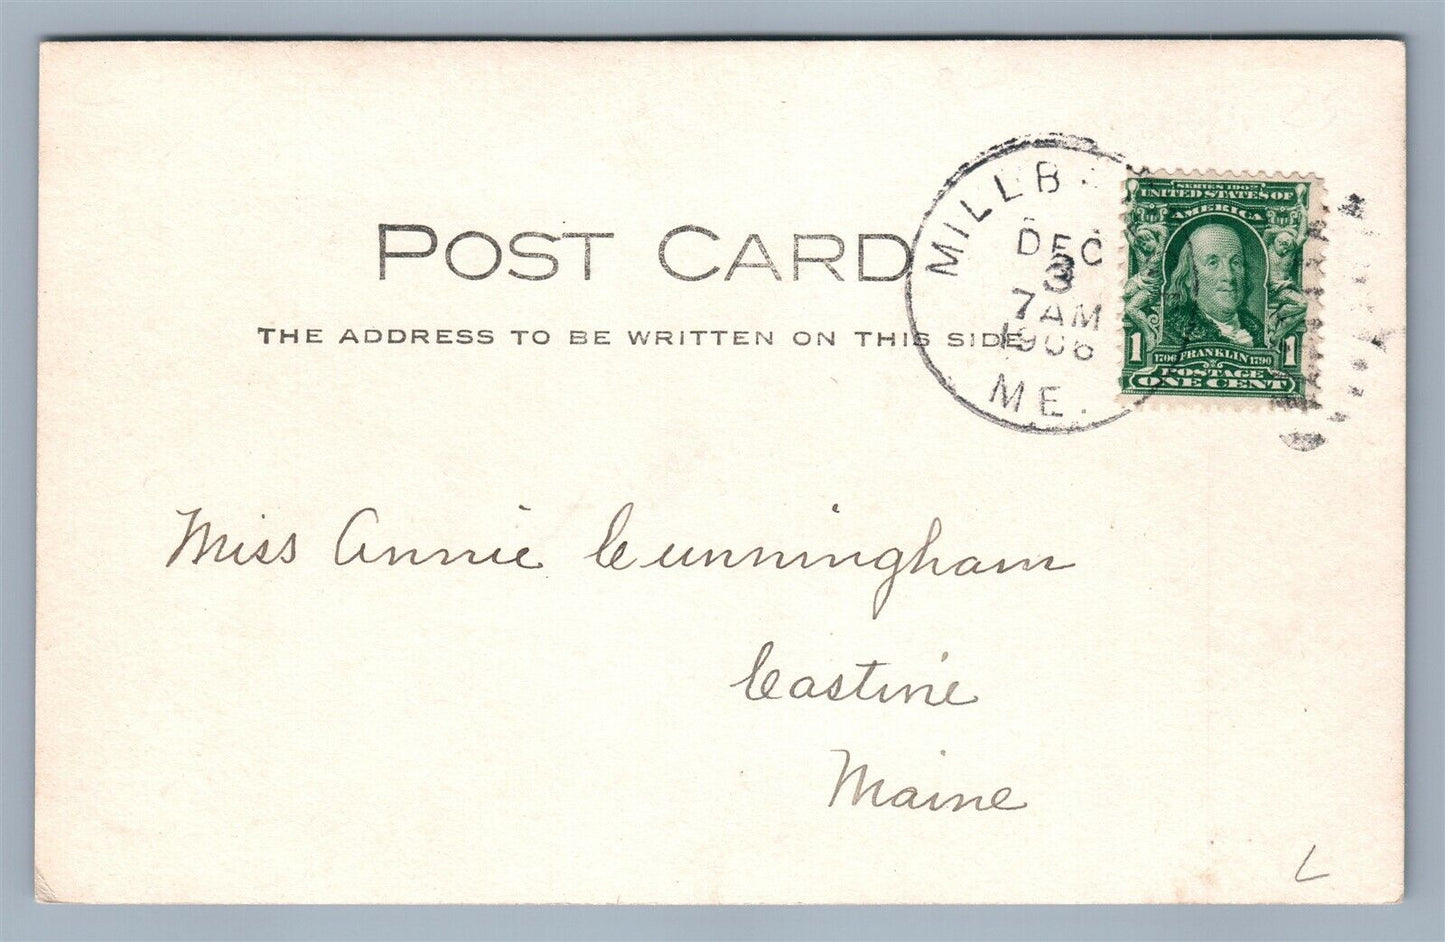 POST CARD
THE ADDRESS TO BE WRITTEN ON THIS SIDE
MILLB
DEC
3
7 AM
1906
ME.
SERIES 1902
UNITED STATES OF
AMERICA
1 1706 FRANKLIN 1790 1
POSTAGE
ONE CENT
Miss Annie Cunningham
Castine
Maine
L